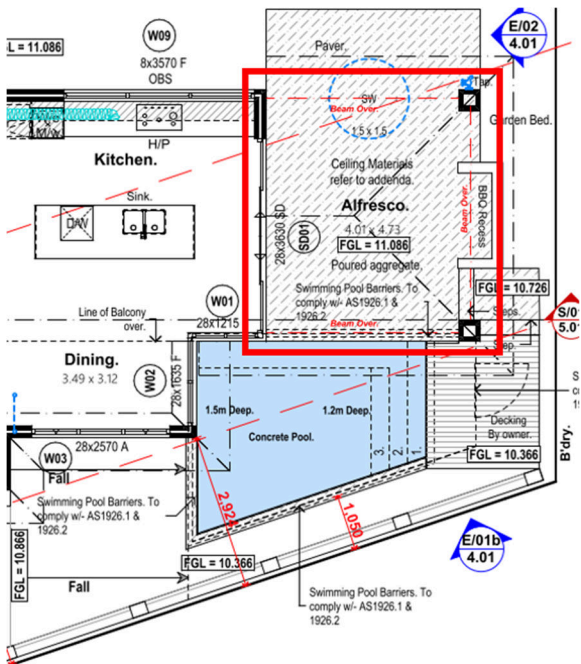 E/02
4.01
W09
8x3570 F
OBS
FGL = 11.086
Paver.
Tap.
SW
Beam Over.
1.5 x 1.5
Garden Bed.
H/P
Kitchen.
Sink.
D/W
Ceiling Materials
refer to addenda.
Alfresco.
4.01 x 4.73
FGL = 11.086
Poured aggregate.
SD01
28x3630 SD
Beam Over.
BBQ Recess
Swimming Pool Barriers. To
comply w/- AS1926.1 &
1926.2
FGL = 10.726
Steps.
Step.
Beam Over.
S/0
5.0
W01
28x1215
Line of Balcony
over.
Dining.
3.49 x 3.12
W02
28x1635 F
1.5m Deep.
1.2m Deep.
Concrete Pool.
3.
2.
1.
Decking
By owner.
FGL = 10.366
B'dry.
W03
28x2570 A
Fall
Swimming Pool Barriers. To
comply w/- AS1926.1 &
1926.2
FGL = 10.866
1.050
FGL = 10.366
Fall
E/01b
4.01
Swimming Pool Barriers. To
comply w/- AS1926.1 &
1926.2